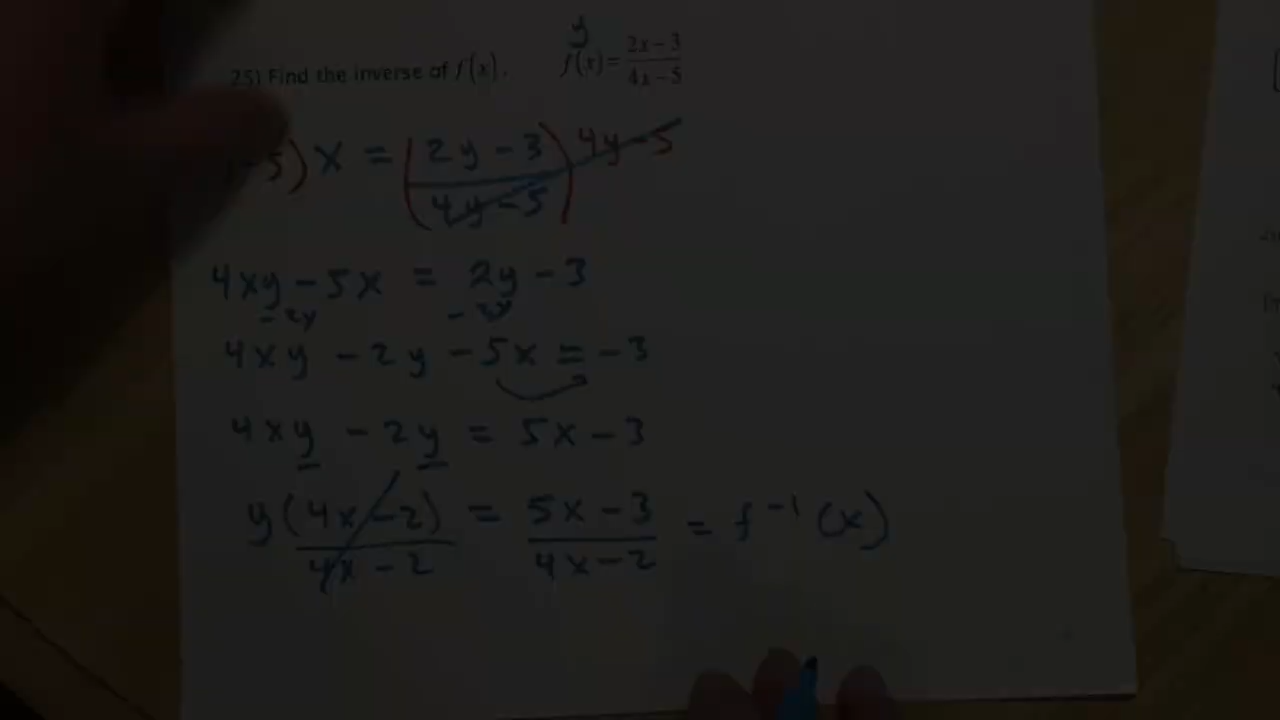 y
25) Find the inverse of f(x). f(x) = 2x - 3 / 4x - 5
-5) x = (2y - 3 / 4y - 5) 4y - 5
4xy - 5x = 2y - 3
- 2y - 2y
4xy - 2y - 5x = -3
4xy - 2y = 5x - 3
y(4x - 2) / 4x - 2 = 5x - 3 / 4x - 2 = f⁻¹(x)